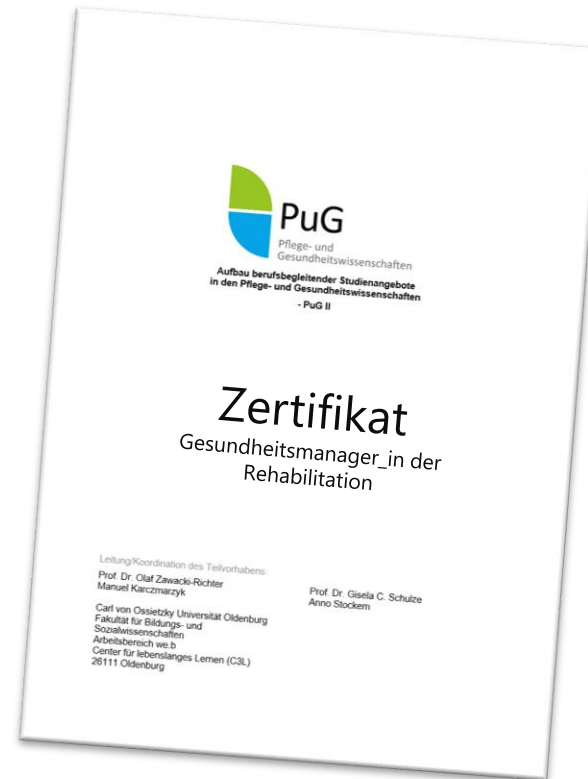 PuG
Pflege- und
Gesundheitswissenschaften
Aufbau berufsbegleitender Studienangebote
in den Pflege- und Gesundheitswissenschaften
- PuG II
Zertifikat
Gesundheitsmanager_in der
Rehabilitation
Leitung/Koordination des Teilvorhabens
Prof. Dr. Olaf Zawacki-Richter
Manuel Karczmarzyk
Prof. Dr. Gisela C. Schulze
Anno Stockem
Carl von Ossietzky Universität Oldenburg
Fakultät für Bildungs- und
Sozialwissenschaften
Arbeitsbereich we.b
Center für lebenslanges Lernen (C3L)
26111 Oldenburg